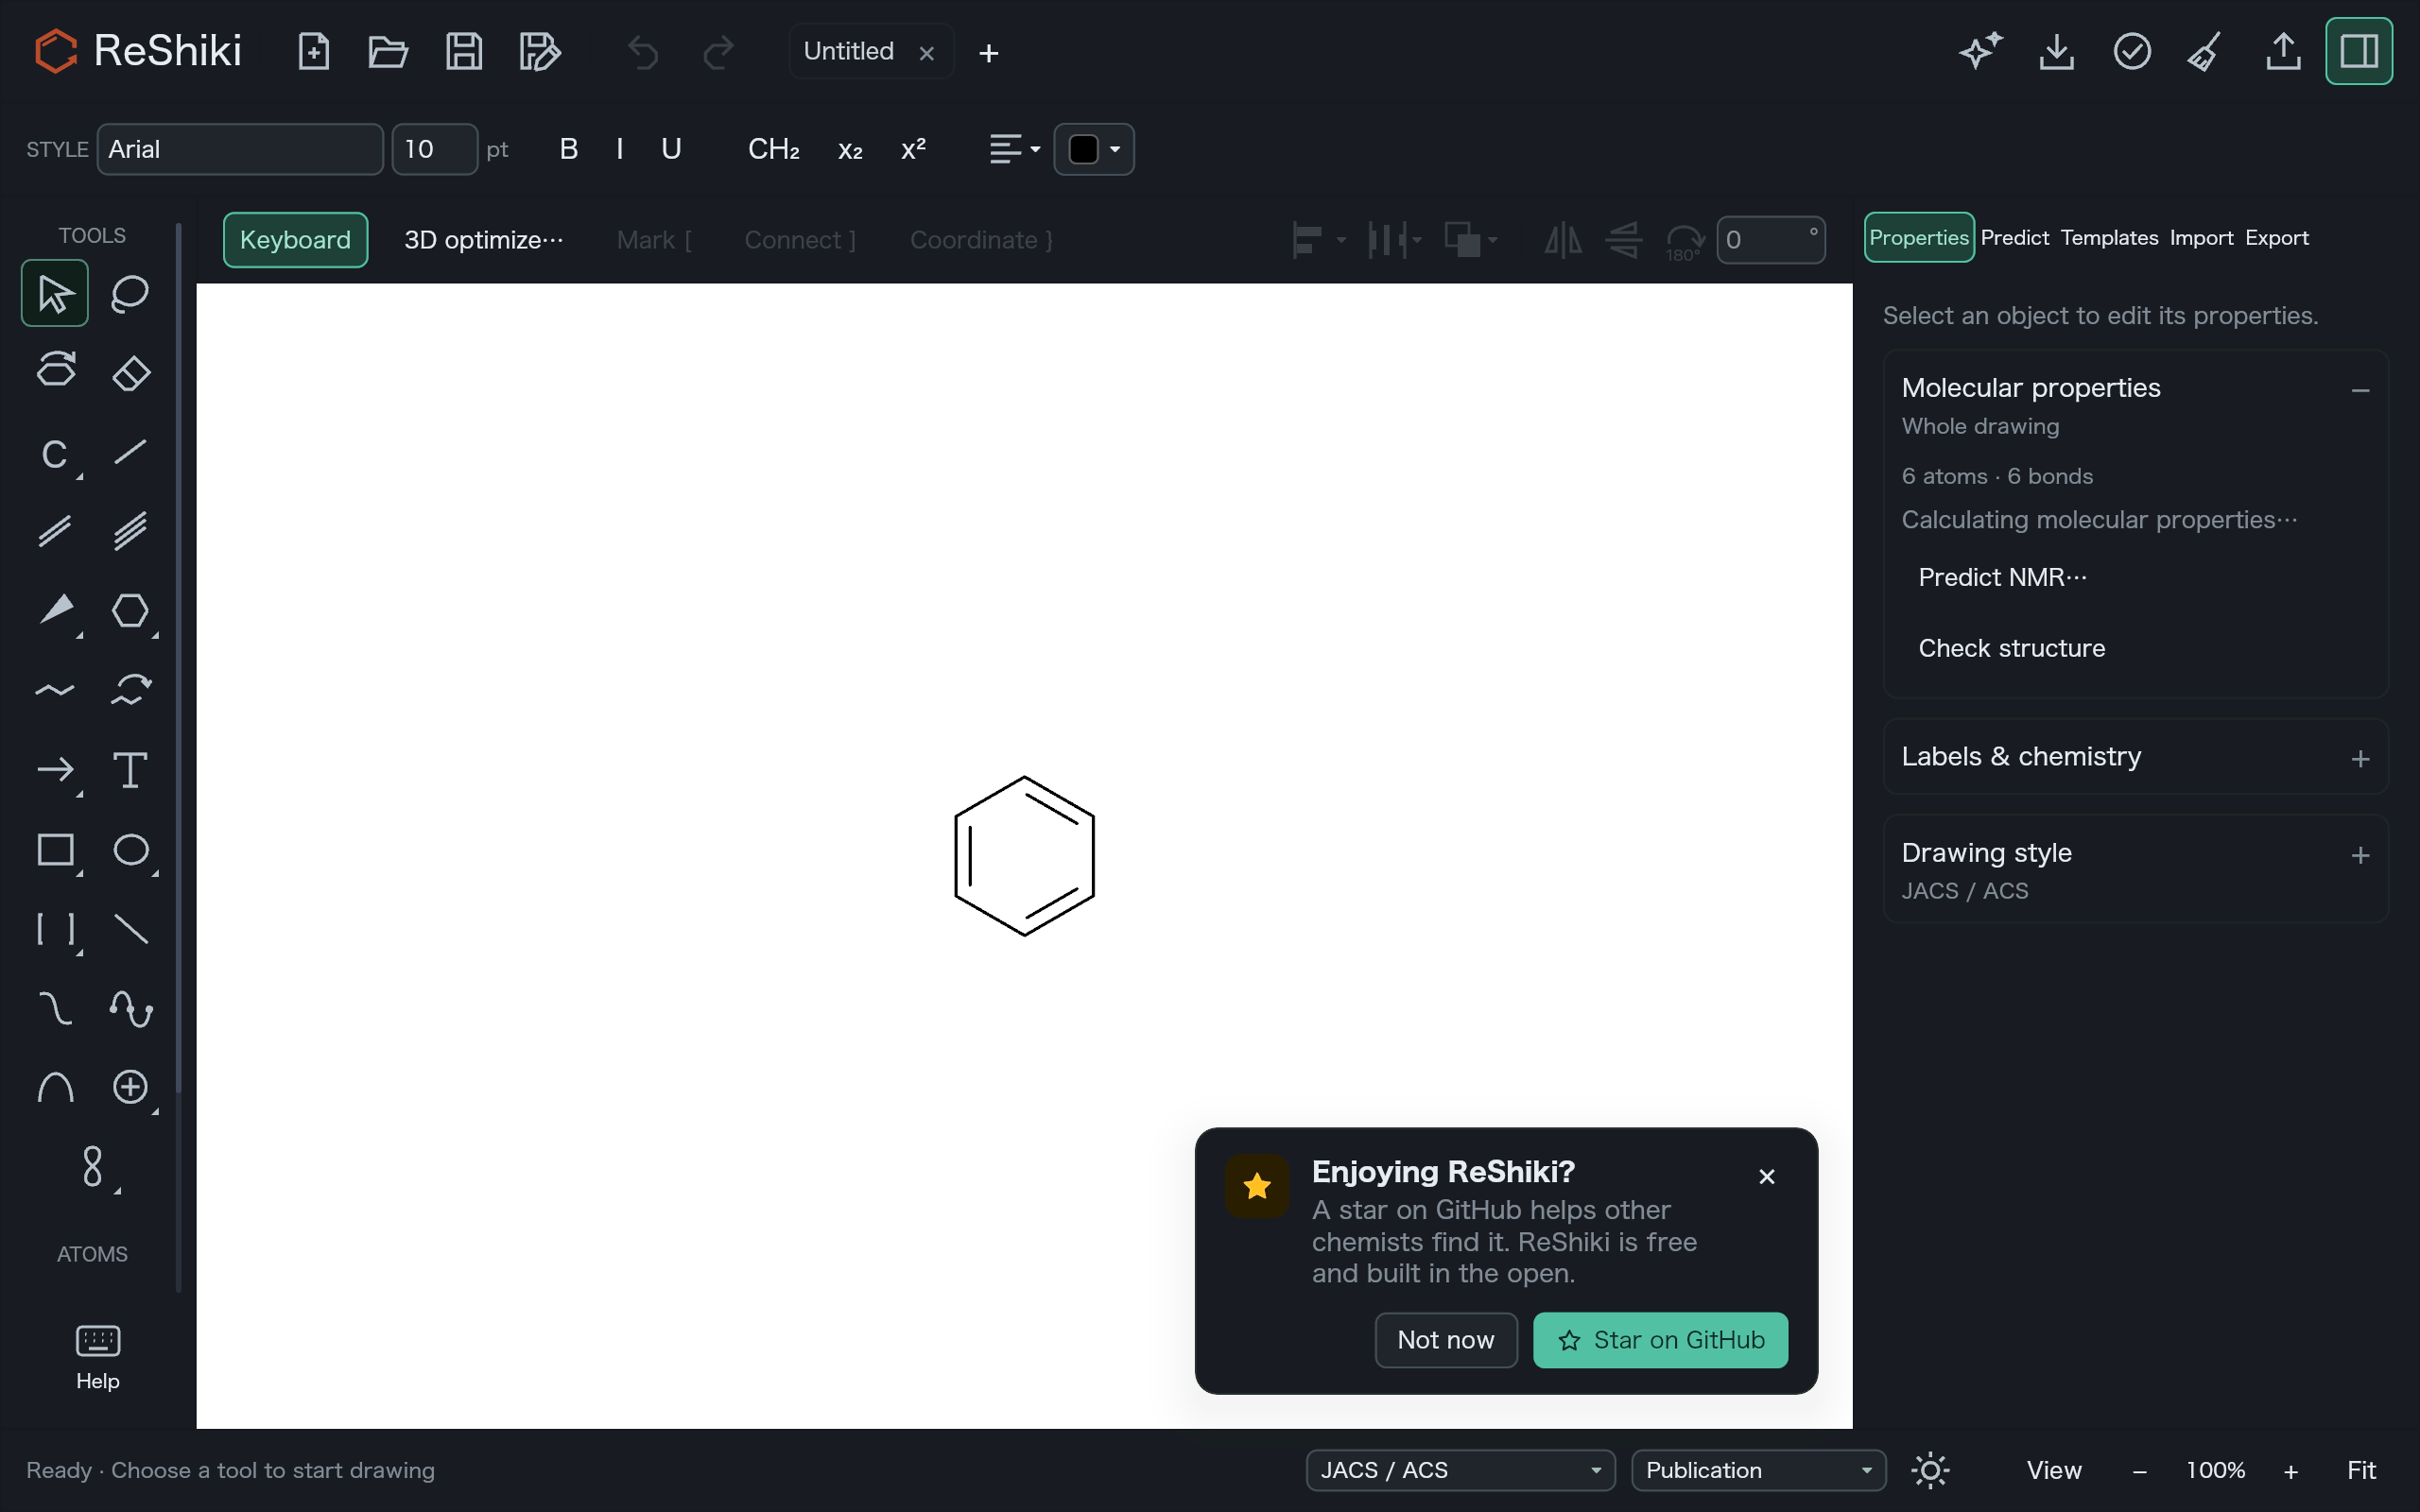 ReShiki
Untitled
STYLE Arial 10 pt B I U CH₂ x₂ x²
TOOLS
Keyboard 3D optimize··· Mark [ Connect ] Coordinate } 180° 0 °
Properties Predict Templates Import Export
Select an object to edit its properties.
Molecular properties
Whole drawing
6 atoms · 6 bonds
Calculating molecular properties···
Predict NMR···
Check structure
Labels & chemistry
Drawing style
JACS / ACS
C
T
ATOMS
Help
Enjoying ReShiki?
A star on GitHub helps other
chemists find it. ReShiki is free
and built in the open.
Not now Star on GitHub
Ready · Choose a tool to start drawing
JACS / ACS Publication View − 100% + Fit